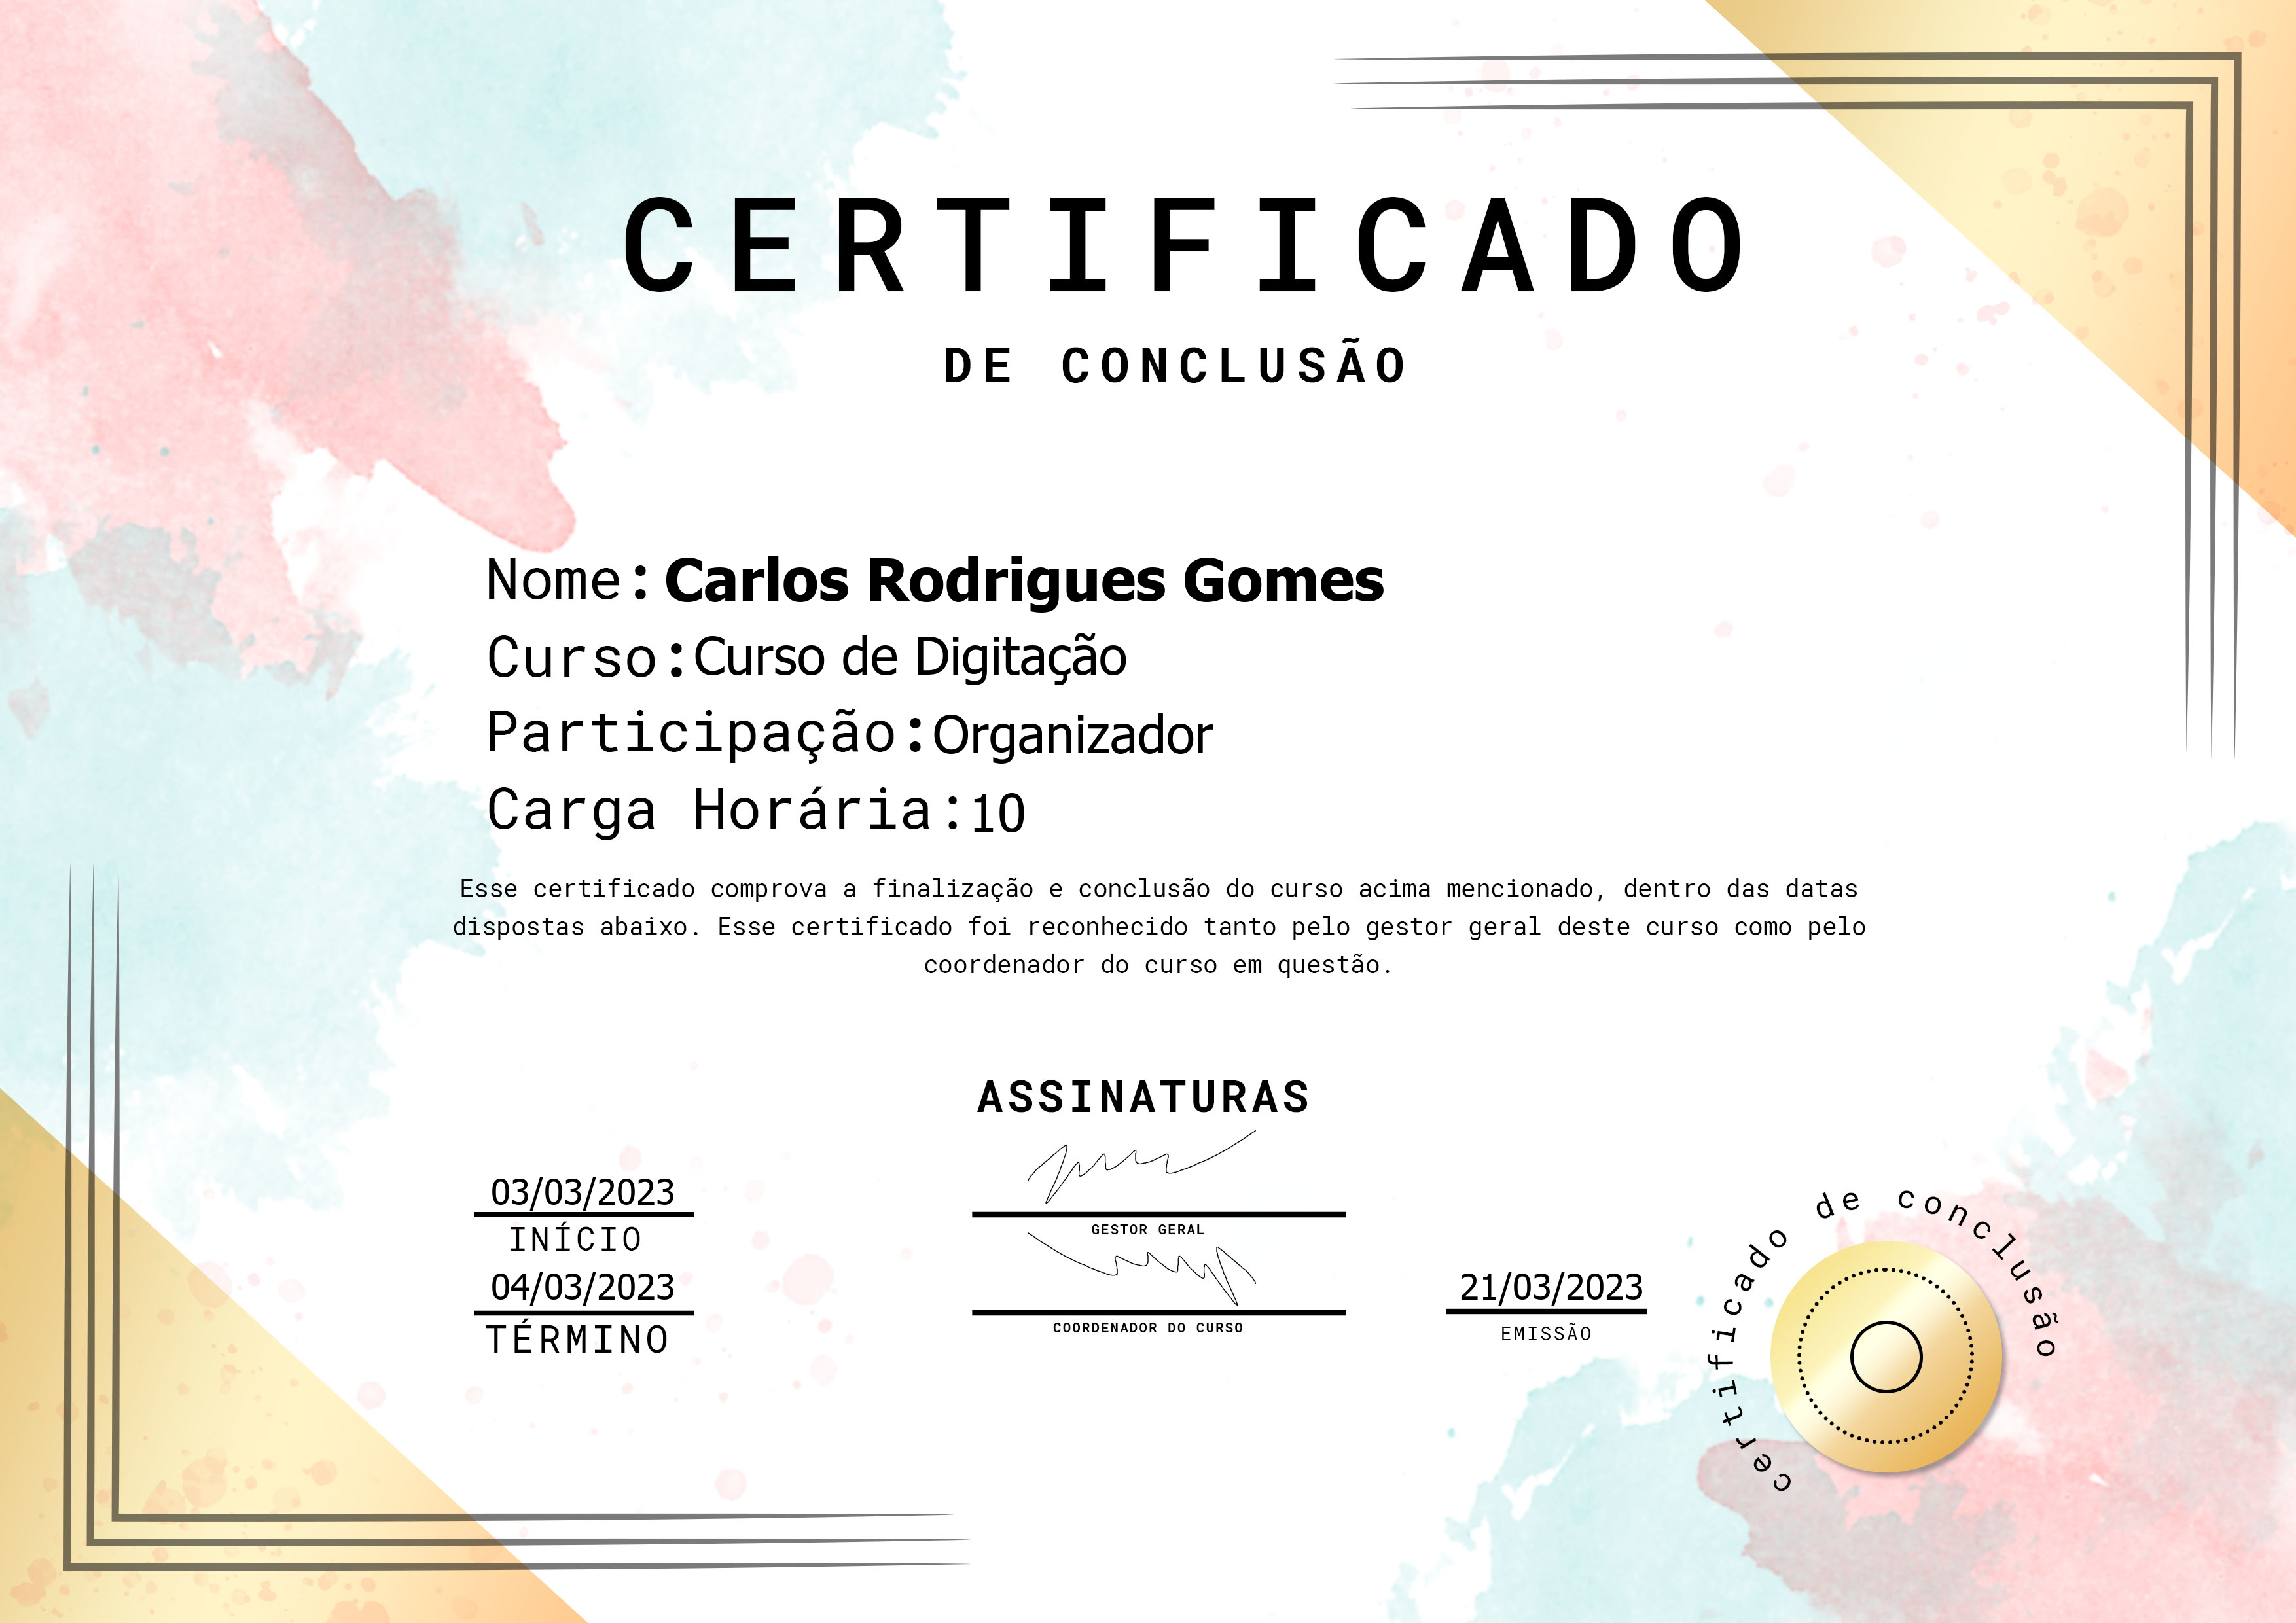 CERTIFICADO
DE CONCLUSÃO
Nome: Carlos Rodrigues Gomes
Curso: Curso de Digitação
Participação: Organizador
Carga Horária: 10
Esse certificado comprova a finalização e conclusão do curso acima mencionado, dentro das datas
dispostas abaixo. Esse certificado foi reconhecido tanto pelo gestor geral deste curso como pelo
coordenador do curso em questão.
ASSINATURAS
03/03/2023
INÍCIO
GESTOR GERAL
04/03/2023
TÉRMINO
COORDENADOR DO CURSO
21/03/2023
EMISSÃO
certificado de conclusão